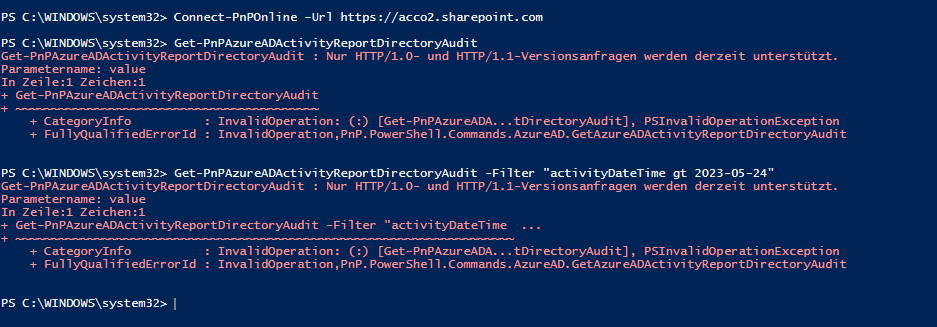 PS C:\WINDOWS\system32> Connect-PnPOnline -Url https://acco2.sharepoint.com
PS C:\WINDOWS\system32> Get-PnPAzureADActivityReportDirectoryAudit
Get-PnPAzureADActivityReportDirectoryAudit : Nur HTTP/1.0- und HTTP/1.1-Versionsanfragen werden derzeit unterstützt.
Parametername: value
In Zeile:1 Zeichen:1
+ Get-PnPAzureADActivityReportDirectoryAudit
+ ~~~~~~~~~~~~~~~~~~~~~~~~~~~~~~~~~~~~~~~~~~
+ CategoryInfo : InvalidOperation: (:) [Get-PnPAzureADA...tDirectoryAudit], PSInvalidOperationException
+ FullyQualifiedErrorId : InvalidOperation,PnP.PowerShell.Commands.AzureAD.GetAzureADActivityReportDirectoryAudit
PS C:\WINDOWS\system32> Get-PnPAzureADActivityReportDirectoryAudit -Filter "activityDateTime gt 2023-05-24"
Get-PnPAzureADActivityReportDirectoryAudit : Nur HTTP/1.0- und HTTP/1.1-Versionsanfragen werden derzeit unterstützt.
Parametername: value
In Zeile:1 Zeichen:1
+ Get-PnPAzureADActivityReportDirectoryAudit -Filter "activityDateTime ...
+ ~~~~~~~~~~~~~~~~~~~~~~~~~~~~~~~~~~~~~~~~~~~~~~~~~~~~~~~~~~~~~~~~~~~~~
+ CategoryInfo : InvalidOperation: (:) [Get-PnPAzureADA...tDirectoryAudit], PSInvalidOperationException
+ FullyQualifiedErrorId : InvalidOperation,PnP.PowerShell.Commands.AzureAD.GetAzureADActivityReportDirectoryAudit
PS C:\WINDOWS\system32>